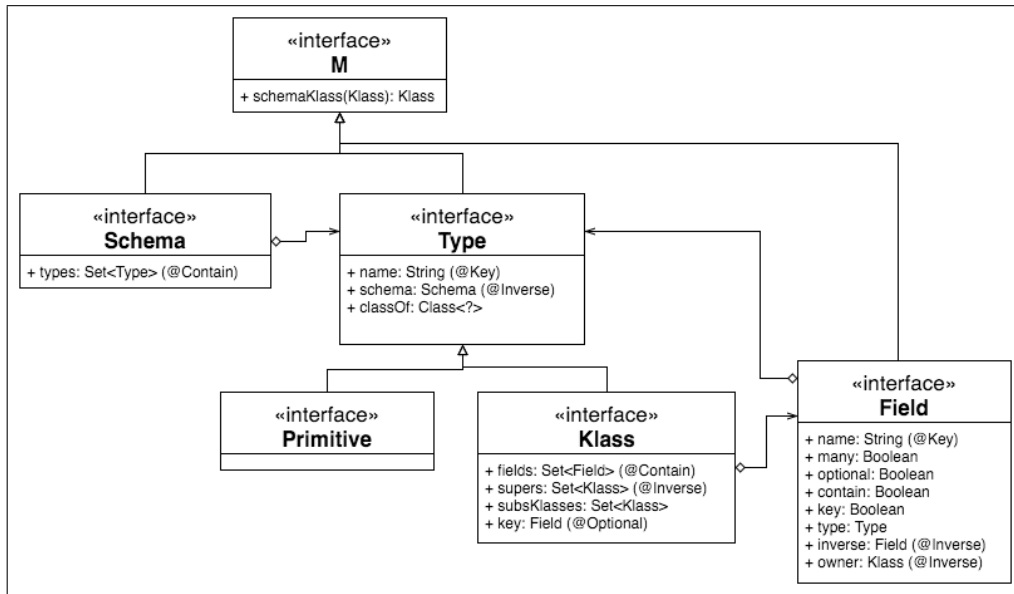 «interface»
M
+ schemaKlass(Klass): Klass
«interface»
Schema
+ types: Set<Type> (@Contain)
«interface»
Type
+ name: String (@Key)
+ schema: Schema (@Inverse)
+ classOf: Class<?>
«interface»
Primitive
«interface»
Klass
+ fields: Set<Field> (@Contain)
+ supers: Set<Klass> (@Inverse)
+ subsKlasses: Set<Klass>
+ key: Field (@Optional)
«interface»
Field
+ name: String (@Key)
+ many: Boolean
+ optional: Boolean
+ contain: Boolean
+ key: Boolean
+ type: Type
+ inverse: Field (@Inverse)
+ owner: Klass (@Inverse)